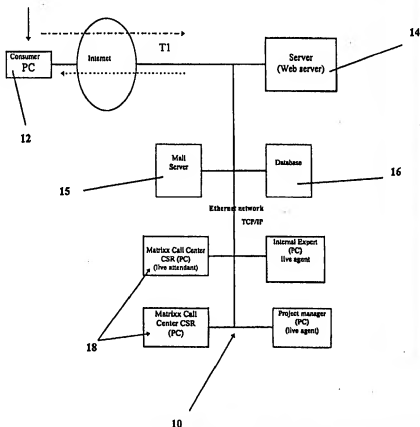 Consumer
PC
Internet
T1
Server
(Web server)
14
12
Mail
Server
Database
15
16
Ethernet network
TCP/IP
Matrixx Call Center
CSR (PC)
(live attendant)
Internal Expert
(PC)
live agent
Matrixx Call
Center CSR
(PC)
Project manager
(PC)
(live agent)
18
10